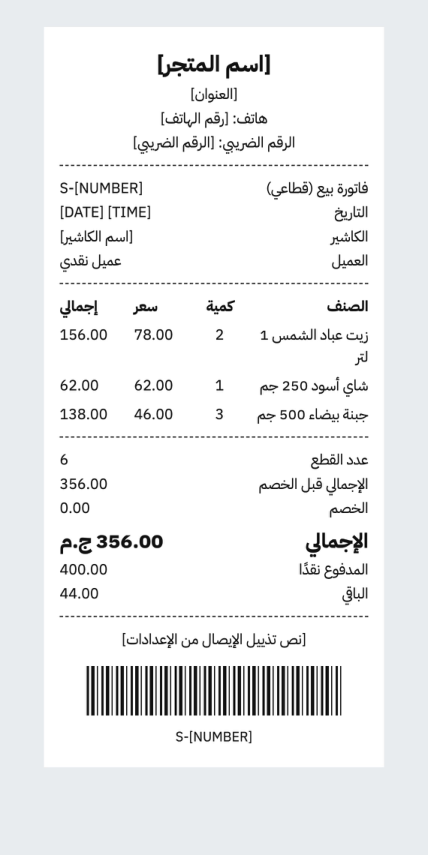 [اسم المتجر]
[العنوان]
هاتف: [رقم الهاتف]
الرقم الضريبي: [الرقم الضريبي]
فاتورة بيع (قطاعي) S-[NUMBER]
التاريخ [DATE] [TIME]
الكاشير [اسم الكاشير]
العميل عميل نقدي
الصنف كمية سعر إجمالي
زيت عباد الشمس 1 2 78.00 156.00
لتر
شاي أسود 250 جم 1 62.00 62.00
جبنة بيضاء 500 جم 3 46.00 138.00
عدد القطع 6
الإجمالي قبل الخصم 356.00
الخصم 0.00
الإجمالي 356.00 ج.م
المدفوع نقدًا 400.00
الباقي 44.00
[نص تذييل الإيصال من الإعدادات]
S-[NUMBER]